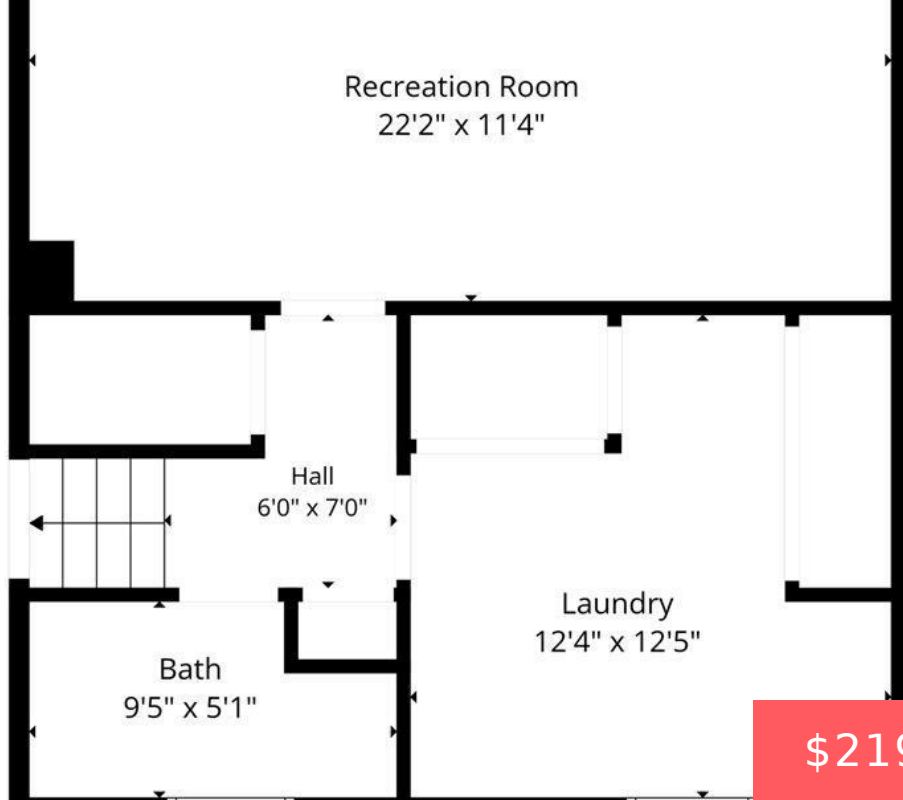 Recreation Room
22'2" x 11'4"
Hall
6'0" x 7'0"
Laundry
12'4" x 12'5"
Bath
9'5" x 5'1"
$219